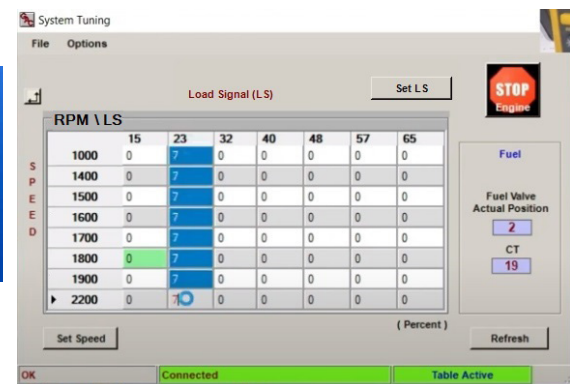 System Tuning
File Options
Load Signal (LS)
Set LS
STOP
Engine
RPM \ LS
15 23 32 40 48 57 65
1000 0 7 0 0 0 0 0
1400 0 7 0 0 0 0 0
1500 0 7 0 0 0 0 0
1600 0 7 0 0 0 0 0
1700 0 7 0 0 0 0 0
1800 0 7 0 0 0 0 0
1900 0 7 0 0 0 0 0
2200 0 7 0 0 0 0 0
S
P
E
E
D
Fuel
Fuel Valve
Actual Position
2
CT
19
( Percent )
Set Speed
Refresh
OK Connected Table Active